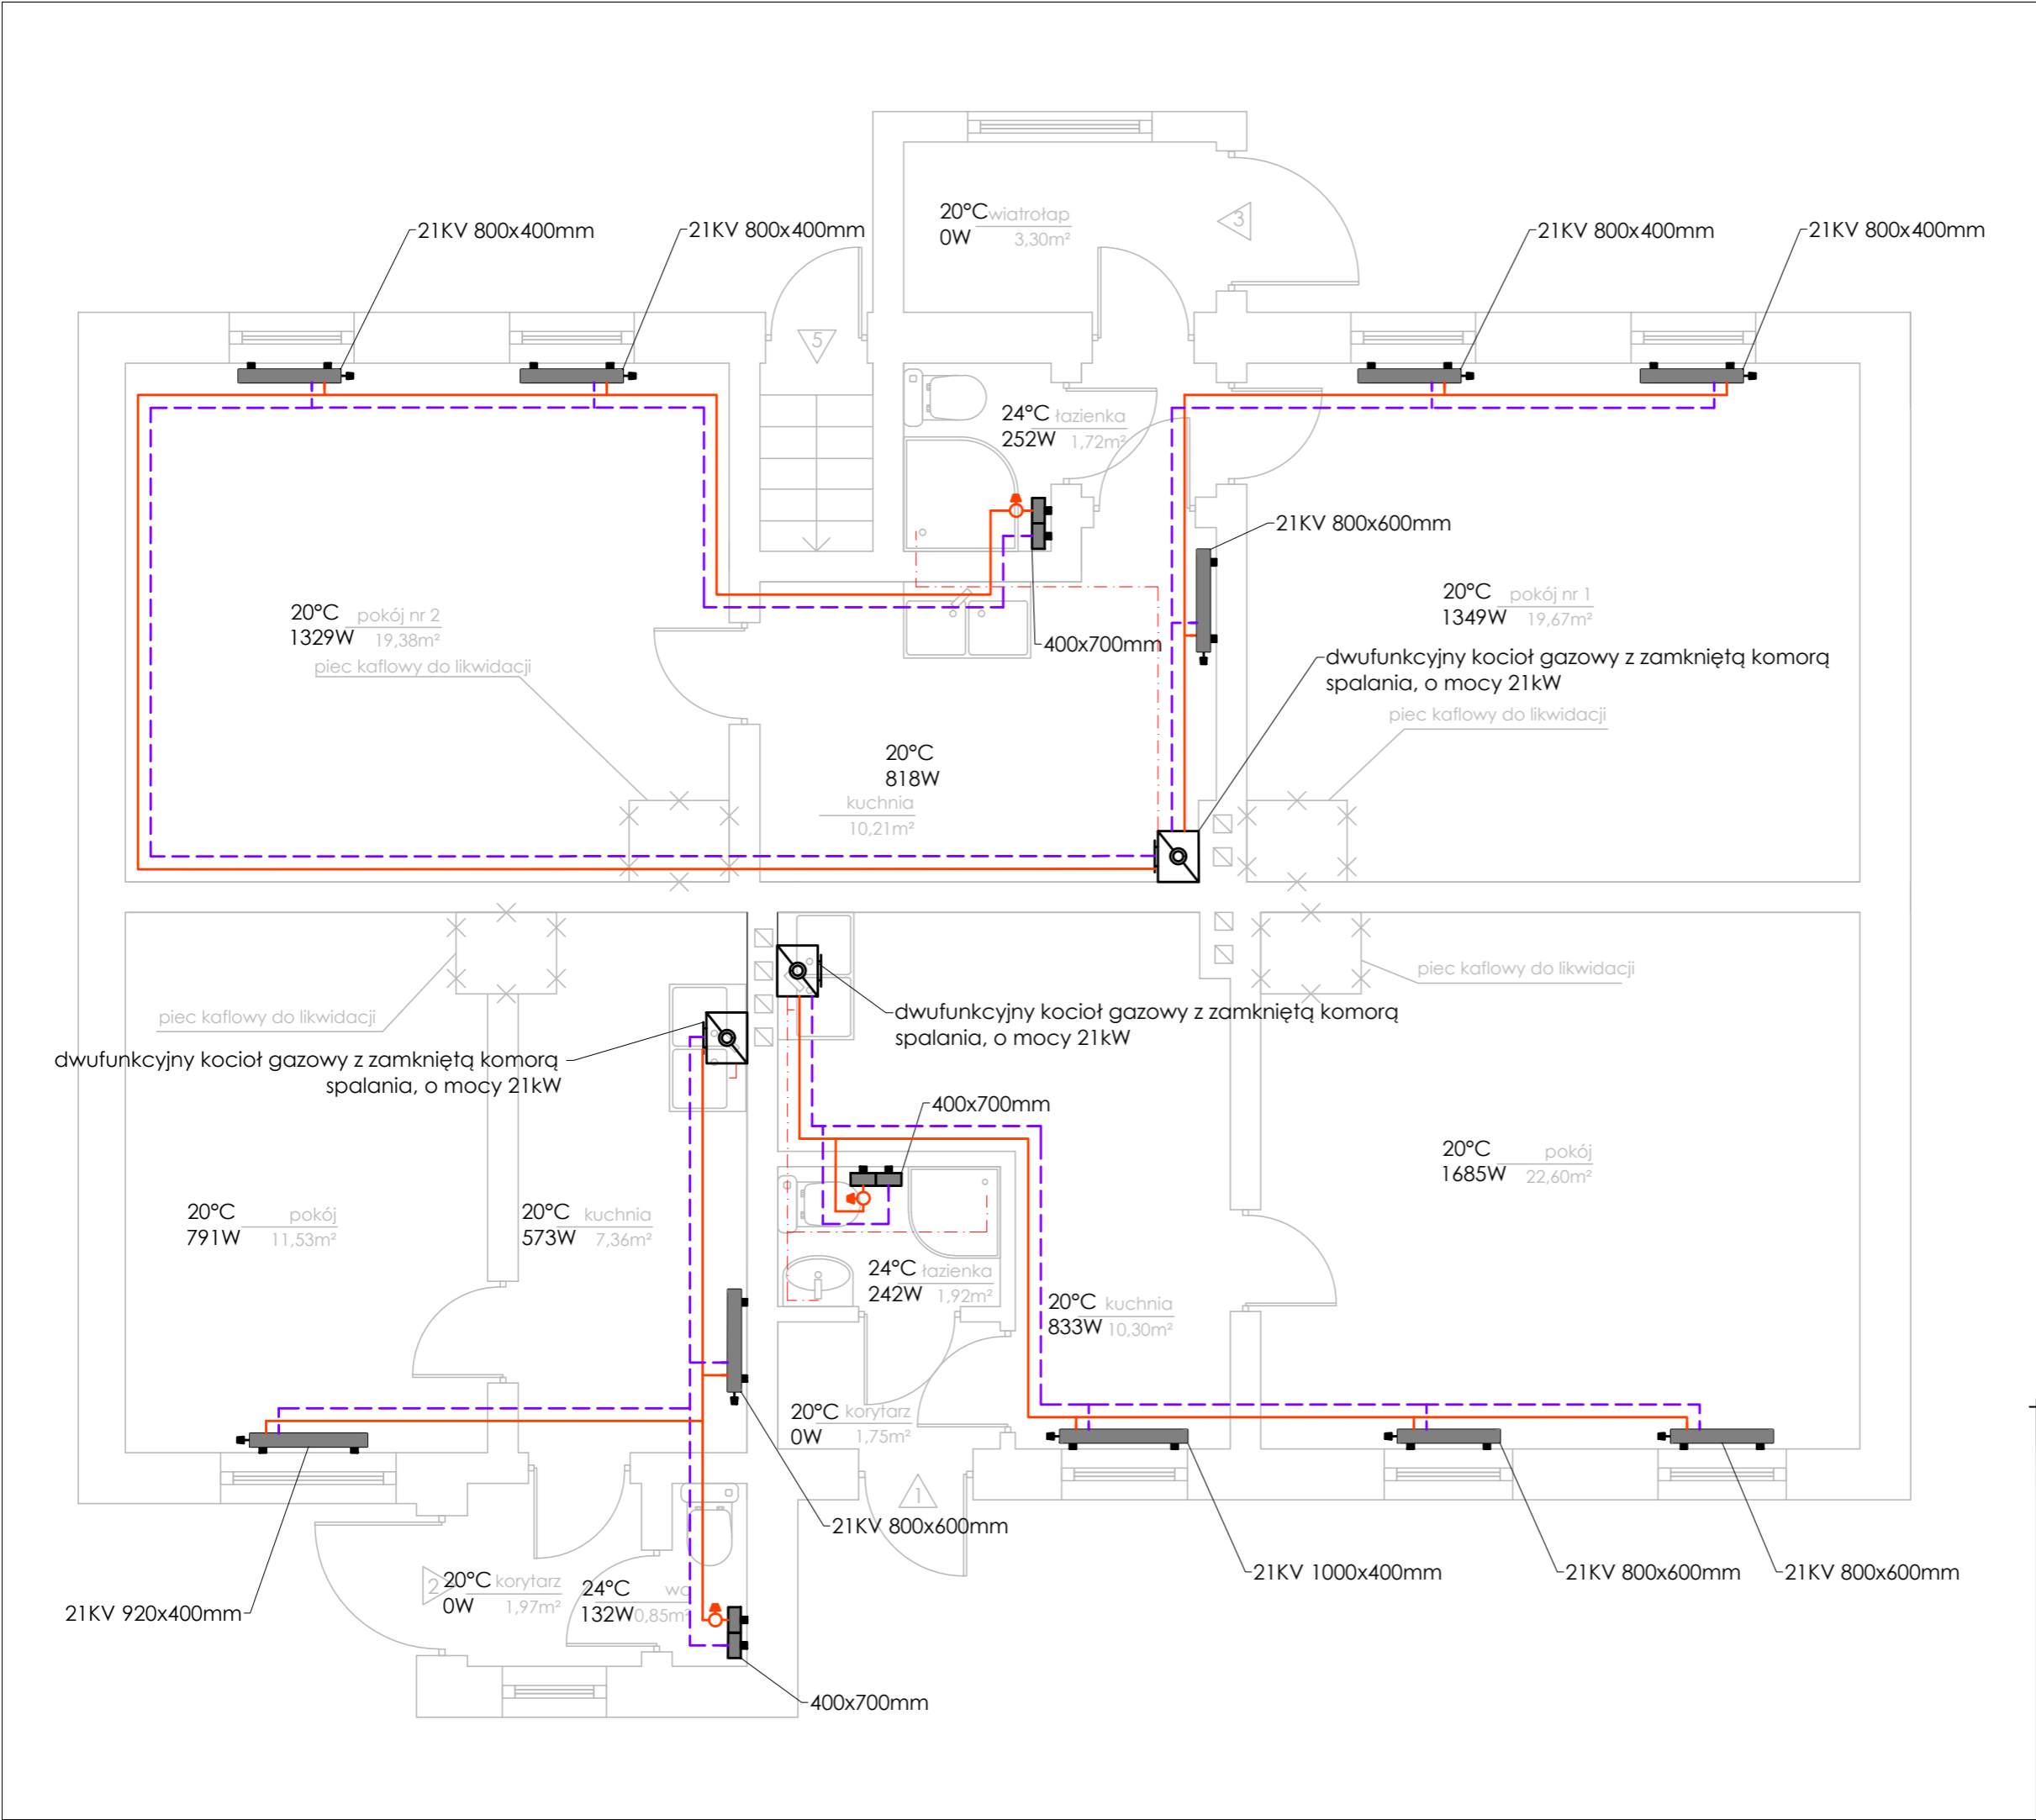 21KV 800x400mm
21KV 800x400mm
20°C wiatrołap
0W 3,30m²
3
21KV 800x400mm
21KV 800x400mm
5
24°C łazienka
252W 1,72m²
21KV 800x600mm
20°C pokój nr 2
1329W 19,38m²
piec kaflowy do likwidacji
400x700mm
20°C pokój nr 1
1349W 19,67m²
dwufunkcyjny kocioł gazowy z zamkniętą komorą
spalania, o mocy 21kW
piec kaflowy do likwidacji
20°C
818W
kuchnia
10,21m²
piec kaflowy do likwidacji
piec kaflowy do likwidacji
dwufunkcyjny kocioł gazowy z zamkniętą komorą
spalania, o mocy 21kW
dwufunkcyjny kocioł gazowy z zamkniętą komorą
spalania, o mocy 21kW
400x700mm
20°C pokój
1685W 22,60m²
20°C pokój
791W 11,53m²
20°C kuchnia
573W 7,36m²
24°C łazienka
242W 1,92m²
20°C kuchnia
833W 10,30m²
20°C korytarz
0W 1,75m²
1
21KV 800x600mm
21KV 1000x400mm
21KV 800x600mm
21KV 800x600mm
2
20°C korytarz
0W 1,97m²
24°C wc
132W 0,85m²
21KV 920x400mm
400x700mm